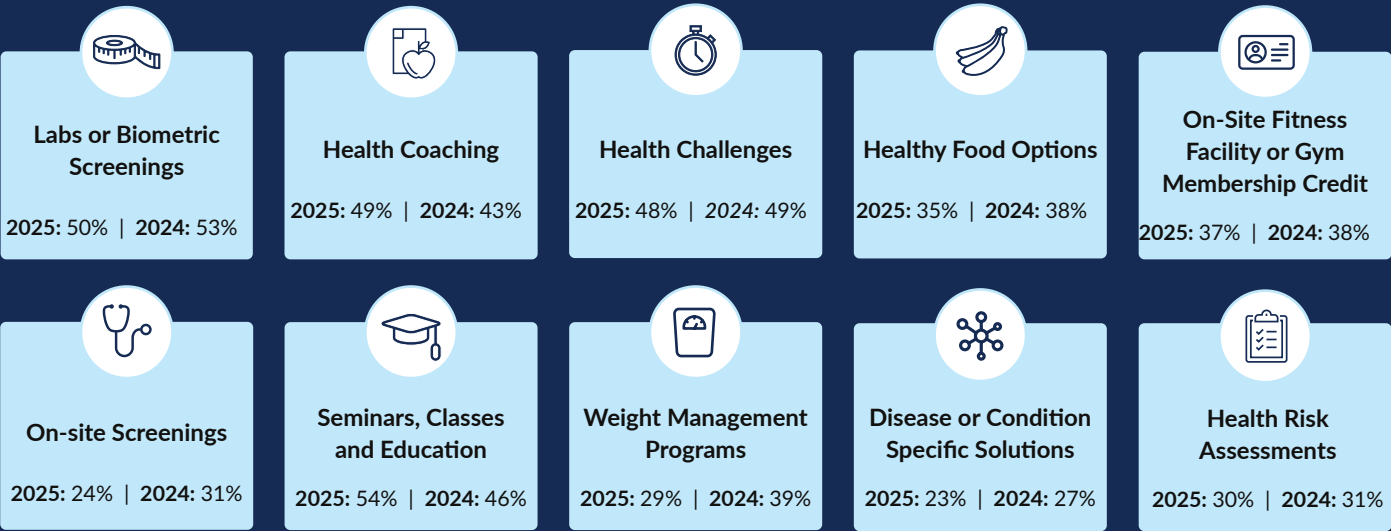 Labs or Biometric
Screenings
2025: 50% | 2024: 53%
Health Coaching
2025: 49% | 2024: 43%
Health Challenges
2025: 48% | 2024: 49%
Healthy Food Options
2025: 35% | 2024: 38%
On-Site Fitness
Facility or Gym
Membership Credit
2025: 37% | 2024: 38%
On-site Screenings
2025: 24% | 2024: 31%
Seminars, Classes
and Education
2025: 54% | 2024: 46%
Weight Management
Programs
2025: 29% | 2024: 39%
Disease or Condition
Specific Solutions
2025: 23% | 2024: 27%
Health Risk
Assessments
2025: 30% | 2024: 31%